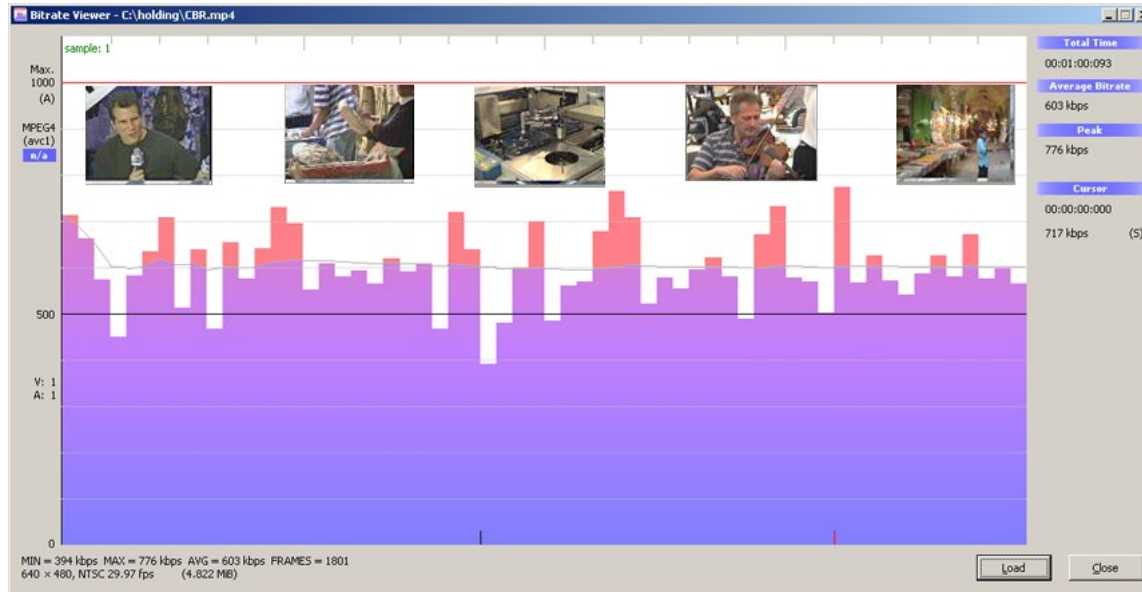 Bitrate Viewer - C:\holding\CBR.mp4
sample: 1
Max.
1000
(A)
MPEG4
(avc1)
n/a
500
V: 1
A: 1
0
Total Time
00:01:00:093
Average Bitrate
603 kbps
Peak
776 kbps
Cursor
00:00:00:000
717 kbps (S)
MIN = 394 kbps MAX = 776 kbps AVG = 603 kbps FRAMES = 1801
640 × 480, NTSC 29.97 fps (4.822 MiB)
Load
Close